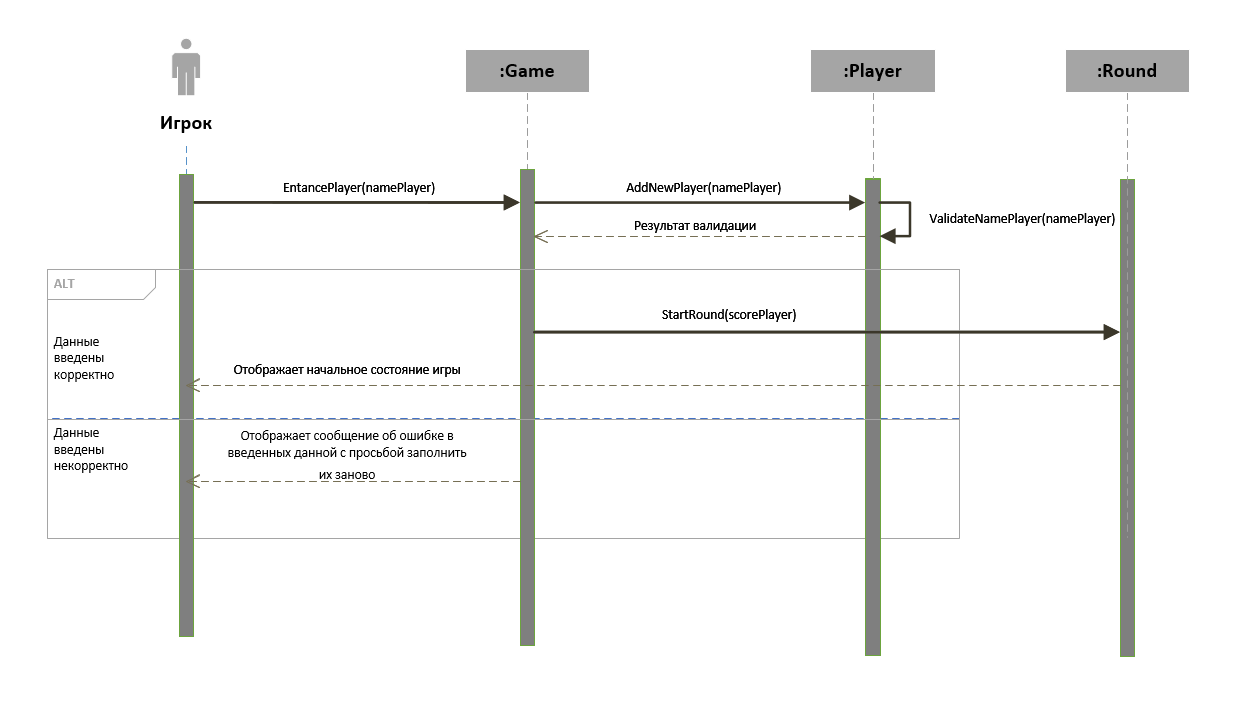 :Game
:Player
:Round
Игрок
EntancePlayer(namePlayer)
AddNewPlayer(namePlayer)
ValidateNamePlayer(namePlayer)
Результат валидации
ALT
StartRound(scorePlayer)
Данные
введены
корректно
Отображает начальное состояние игры
Данные
введены
некорректно
Отображает сообщение об ошибке в
введенных данной с просьбой заполнить
их заново